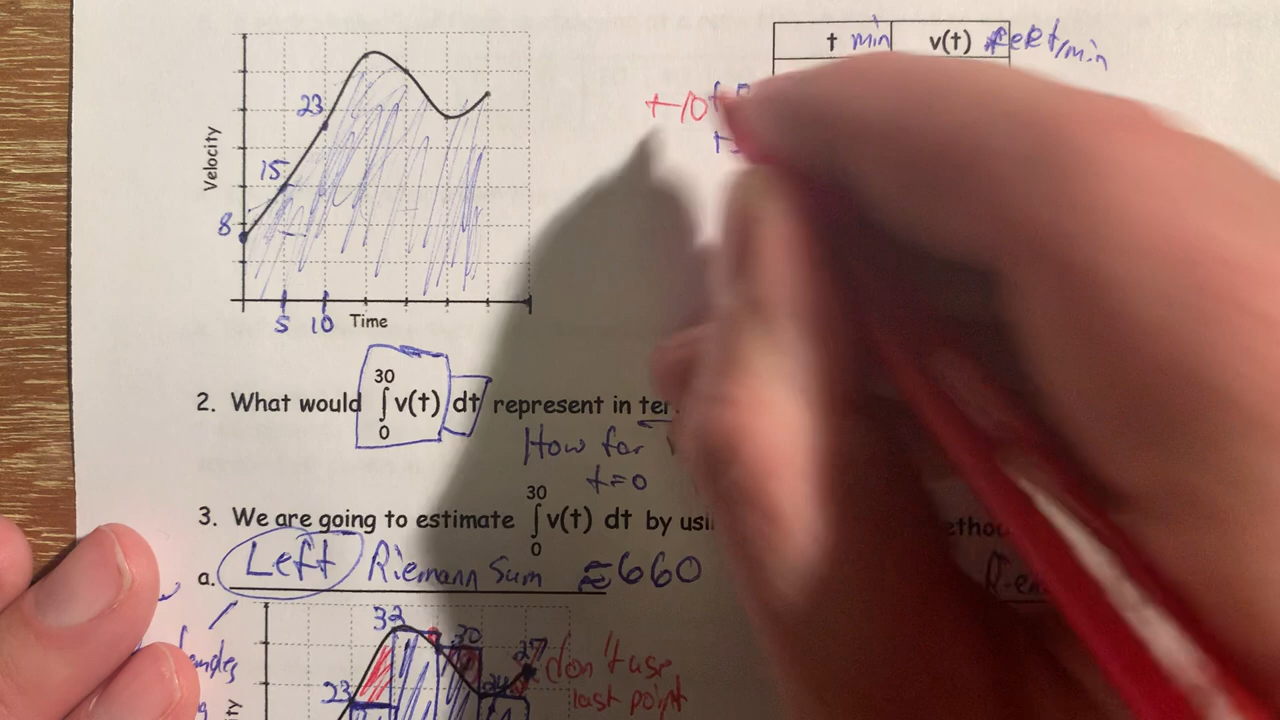 t min v(t) feet/min
+10 +5
23
Velocity
15
8
5 10 Time
2. What would ∫ v(t) dt represent in
30
0
How far
t=0
3. We are going to estimate ∫ v(t) dt by
30
0
a. Left Riemann Sum ≈ 660
32
30
27
don't use
last point
23